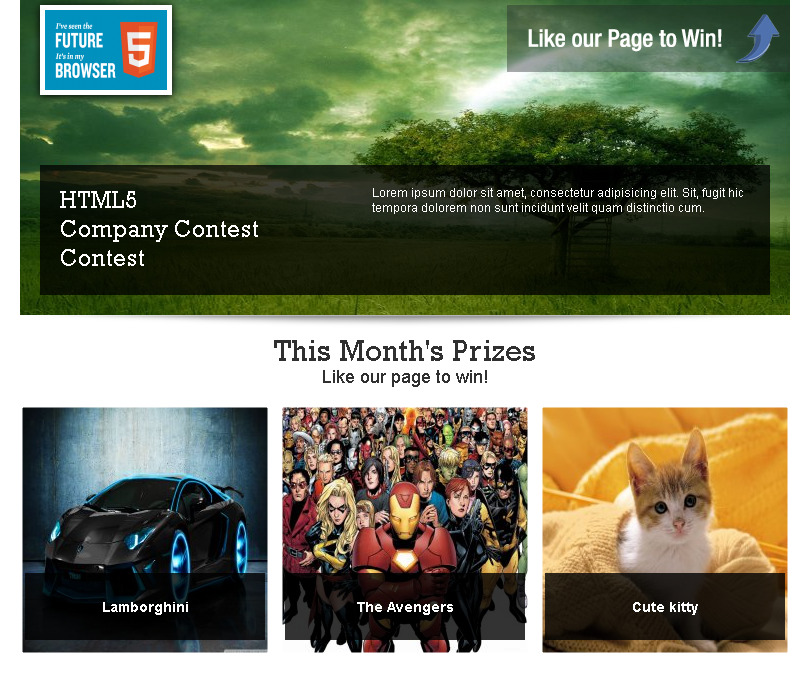 I've seen the
FUTURE
It's in my
BROWSER
5
Like our Page to Win!
HTML5
Company Contest
Contest
Lorem ipsum dolor sit amet, consectetur adipisicing elit. Sit, fugit hic
tempora dolorem non sunt incidunt velit quam distinctio cum.
This Month's Prizes
Like our page to win!
Lamborghini
The Avengers
Cute kitty